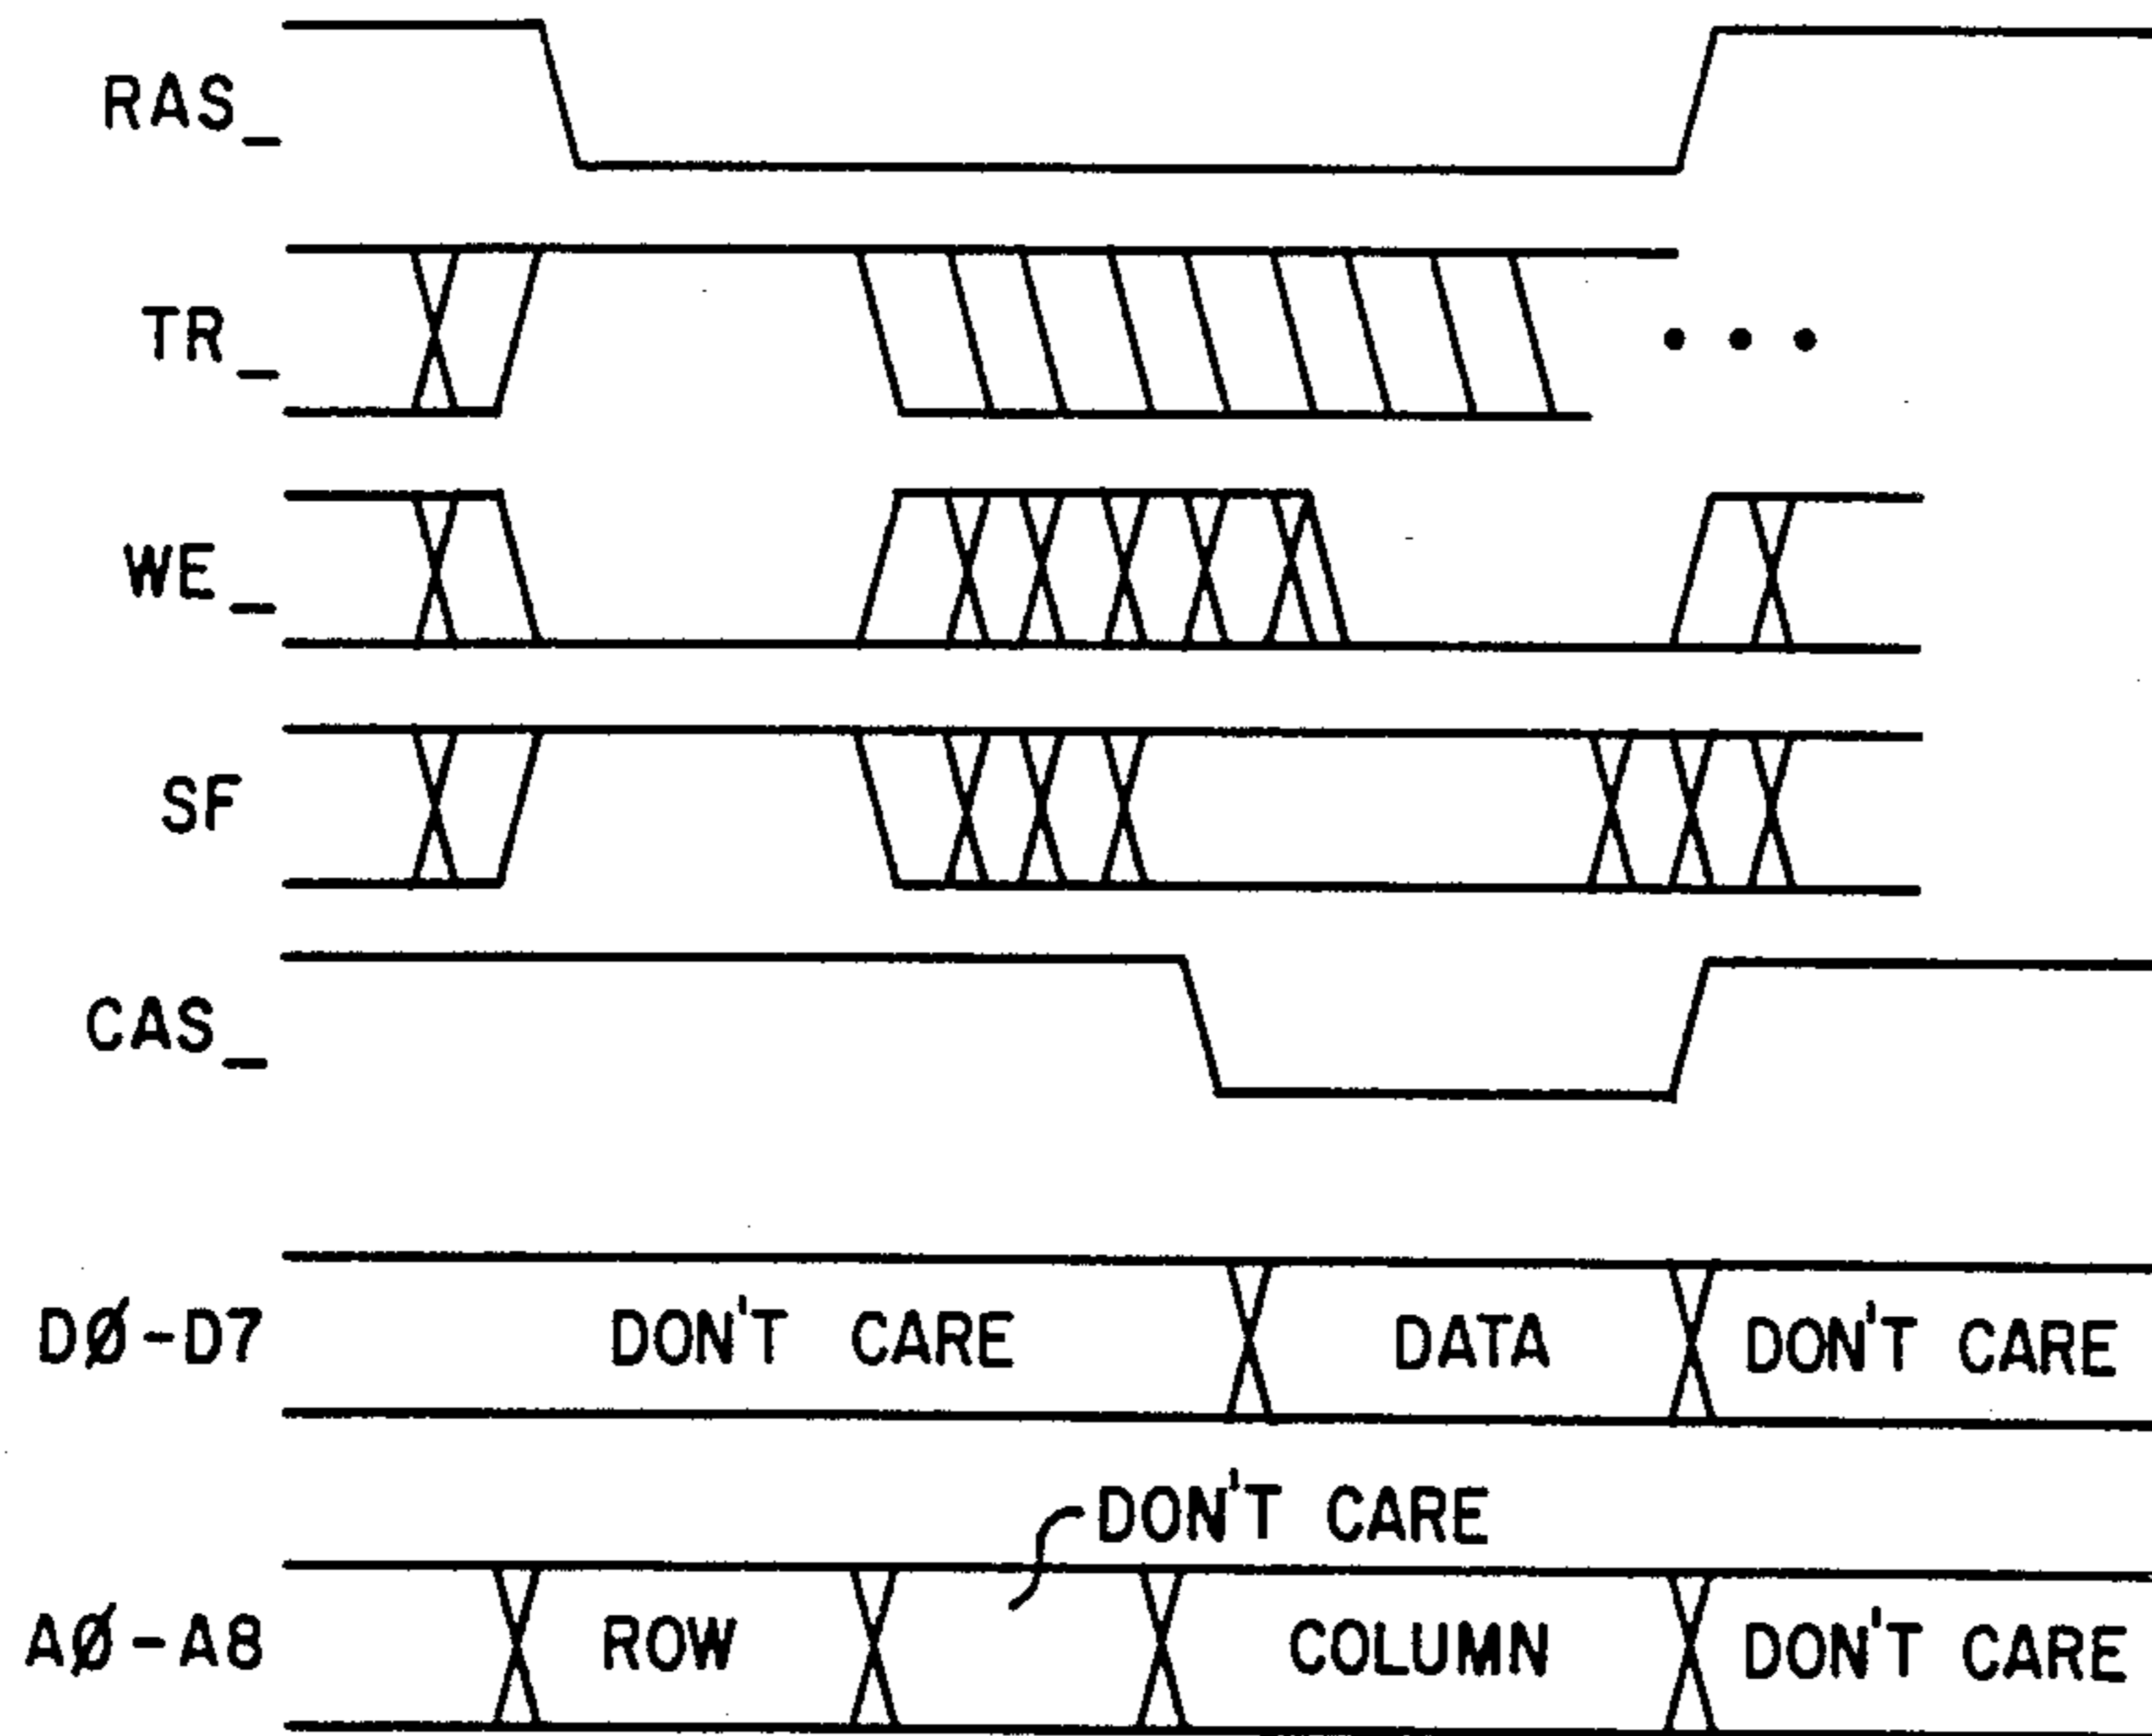 RAS_
TR_
WE_
SF
CAS_
DØ-D7 DON'T CARE DATA DON'T CARE
DON'T CARE
AØ-A8 ROW COLUMN DON'T CARE